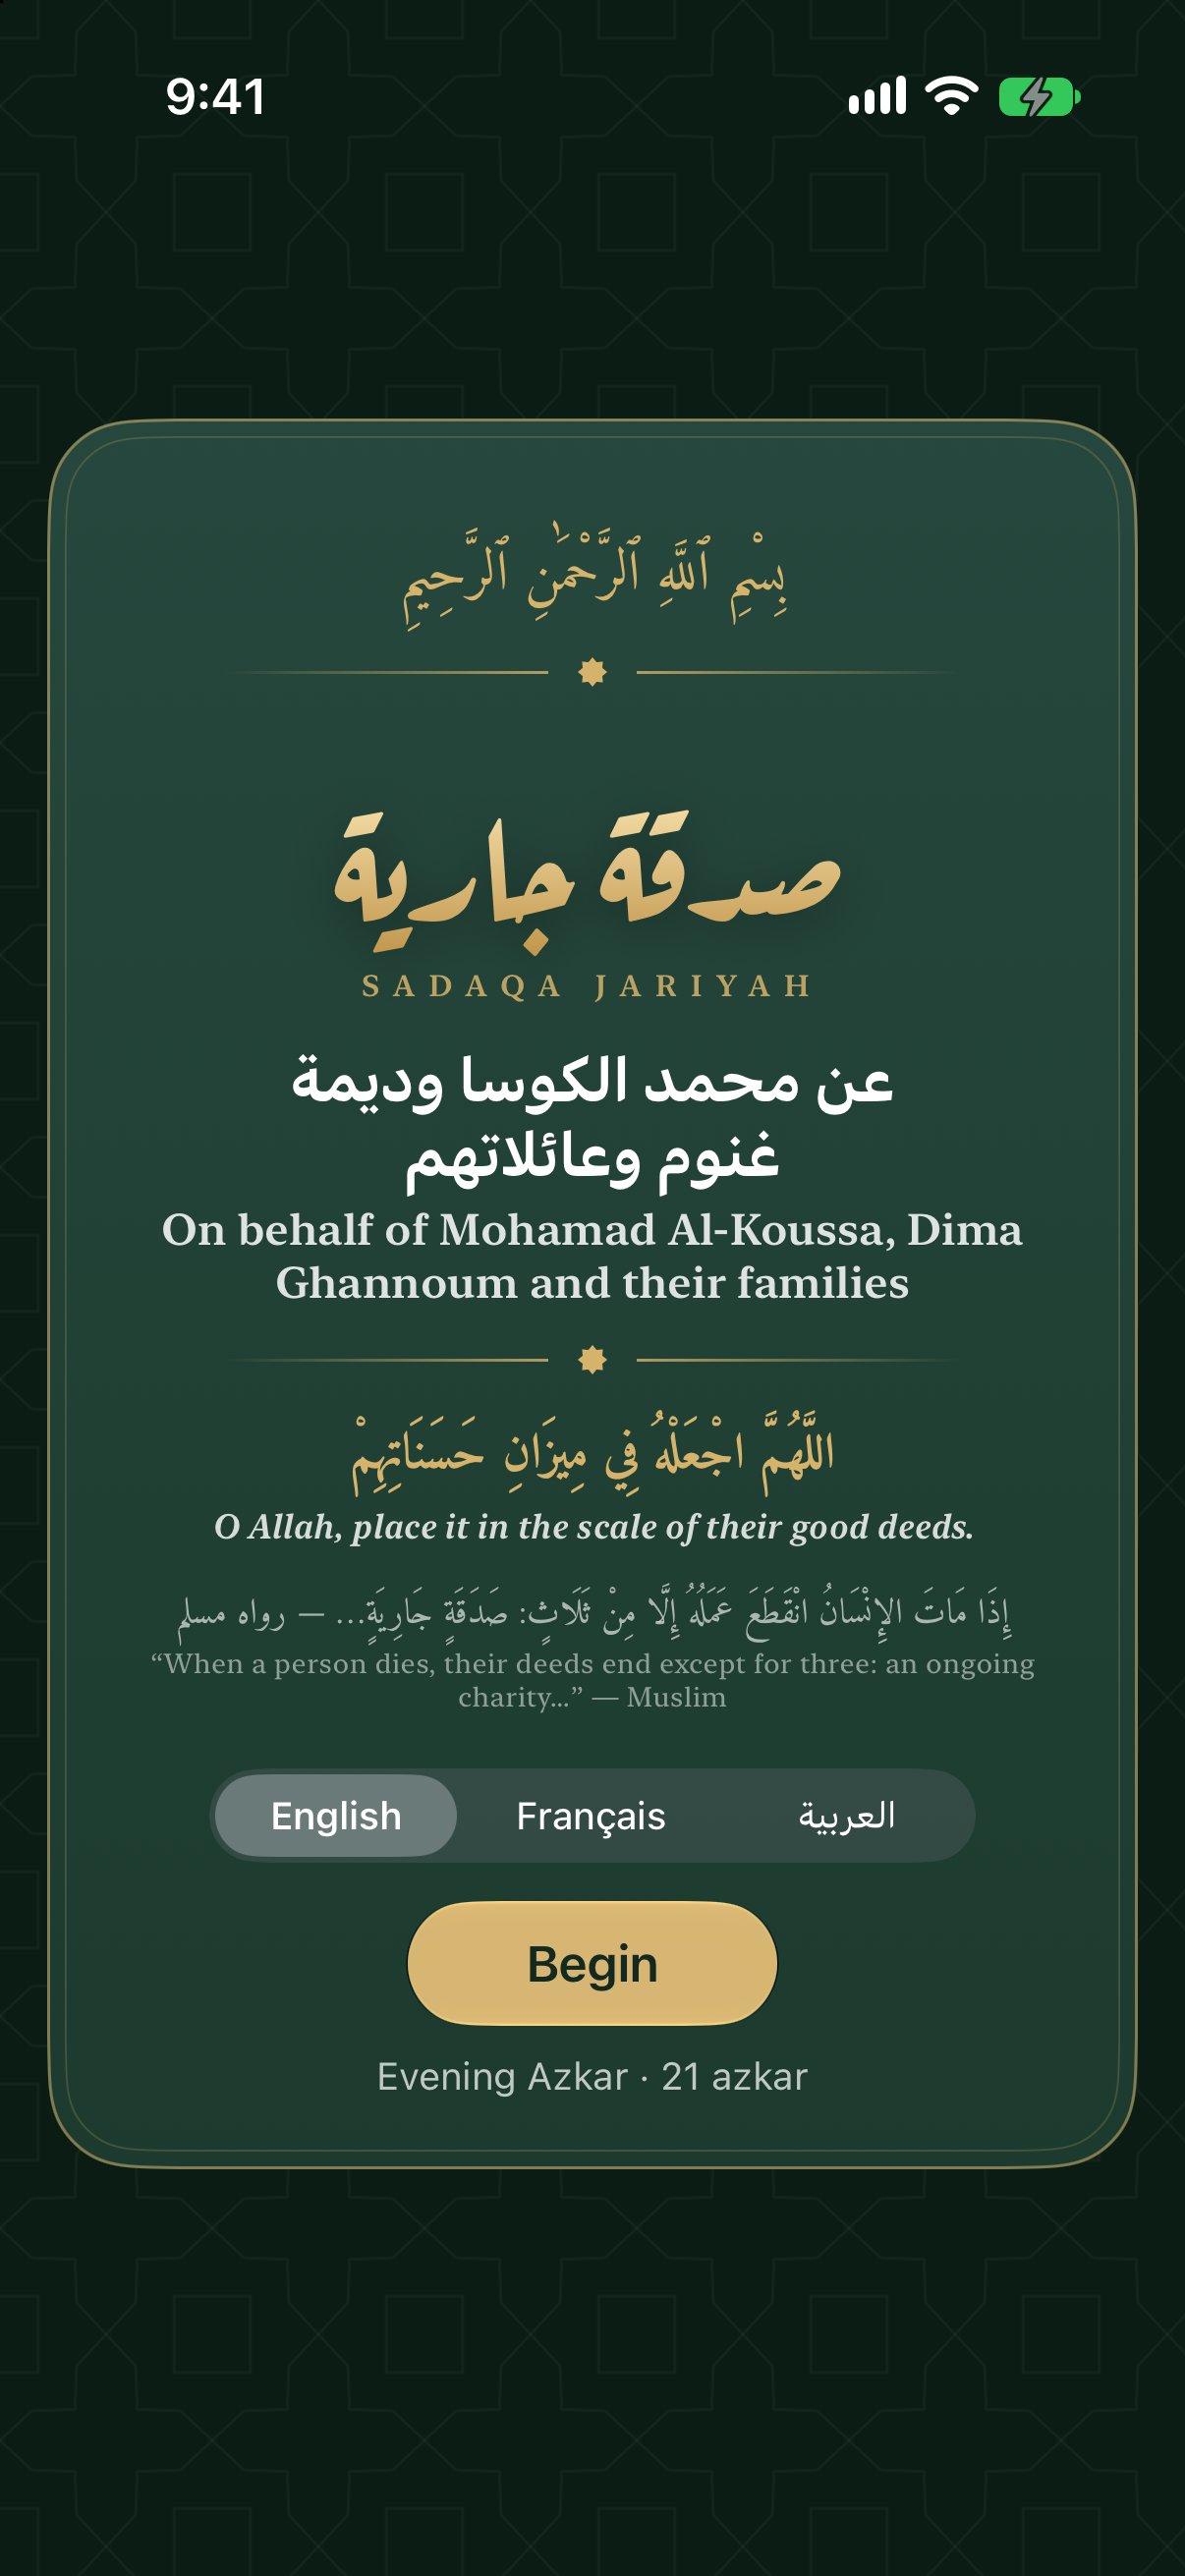 9:41
بِسْمِ ٱللَّهِ ٱلرَّحْمَٰنِ ٱلرَّحِيمِ
صدقة جارية
SADAQA JARIYAH
عن محمد الكوسا وديمة
غنوم وعائلاتهم
On behalf of Mohamad Al-Koussa, Dima
Ghannoum and their families
اللَّهُمَّ اجْعَلْهُ فِي مِيزَانِ حَسَنَاتِهِمْ
O Allah, place it in the scale of their good deeds.
إِذَا مَاتَ الإِنْسَانُ انْقَطَعَ عَمَلُهُ إِلَّا مِنْ ثَلَاثٍ: صَدَقَةٍ جَارِيَةٍ... — رواه مسلم
“When a person dies, their deeds end except for three: an ongoing
charity...” — Muslim
English Français العربية
Begin
Evening Azkar · 21 azkar